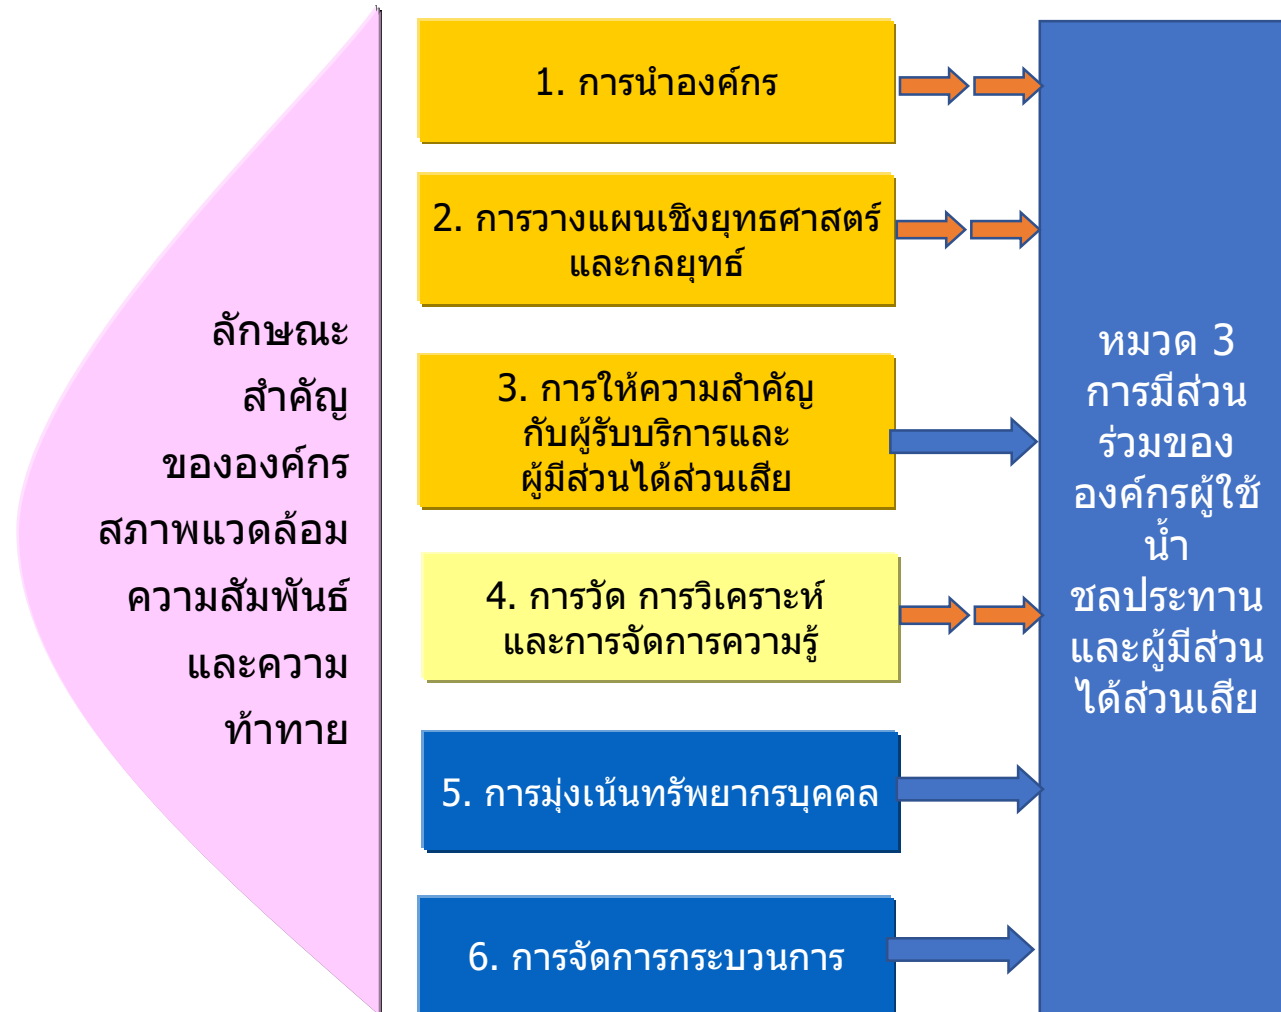 ลักษณะ
สำคัญ
ขององค์กร
สภาพแวดล้อม
ความสัมพันธ์
และความ
ท้าทาย
1. การนำองค์กร
2. การวางแผนเชิงยุทธศาสตร์
และกลยุทธ์
3. การให้ความสำคัญ
กับผู้รับบริการและ
ผู้มีส่วนได้ส่วนเสีย
4. การวัด การวิเคราะห์
และการจัดการความรู้
5. การมุ่งเน้นทรัพยากรบุคคล
6. การจัดการกระบวนการ
หมวด 3
การมีส่วน
ร่วมของ
องค์กรผู้ใช้
น้ำ
ชลประทาน
และผู้มีส่วน
ได้ส่วนเสีย